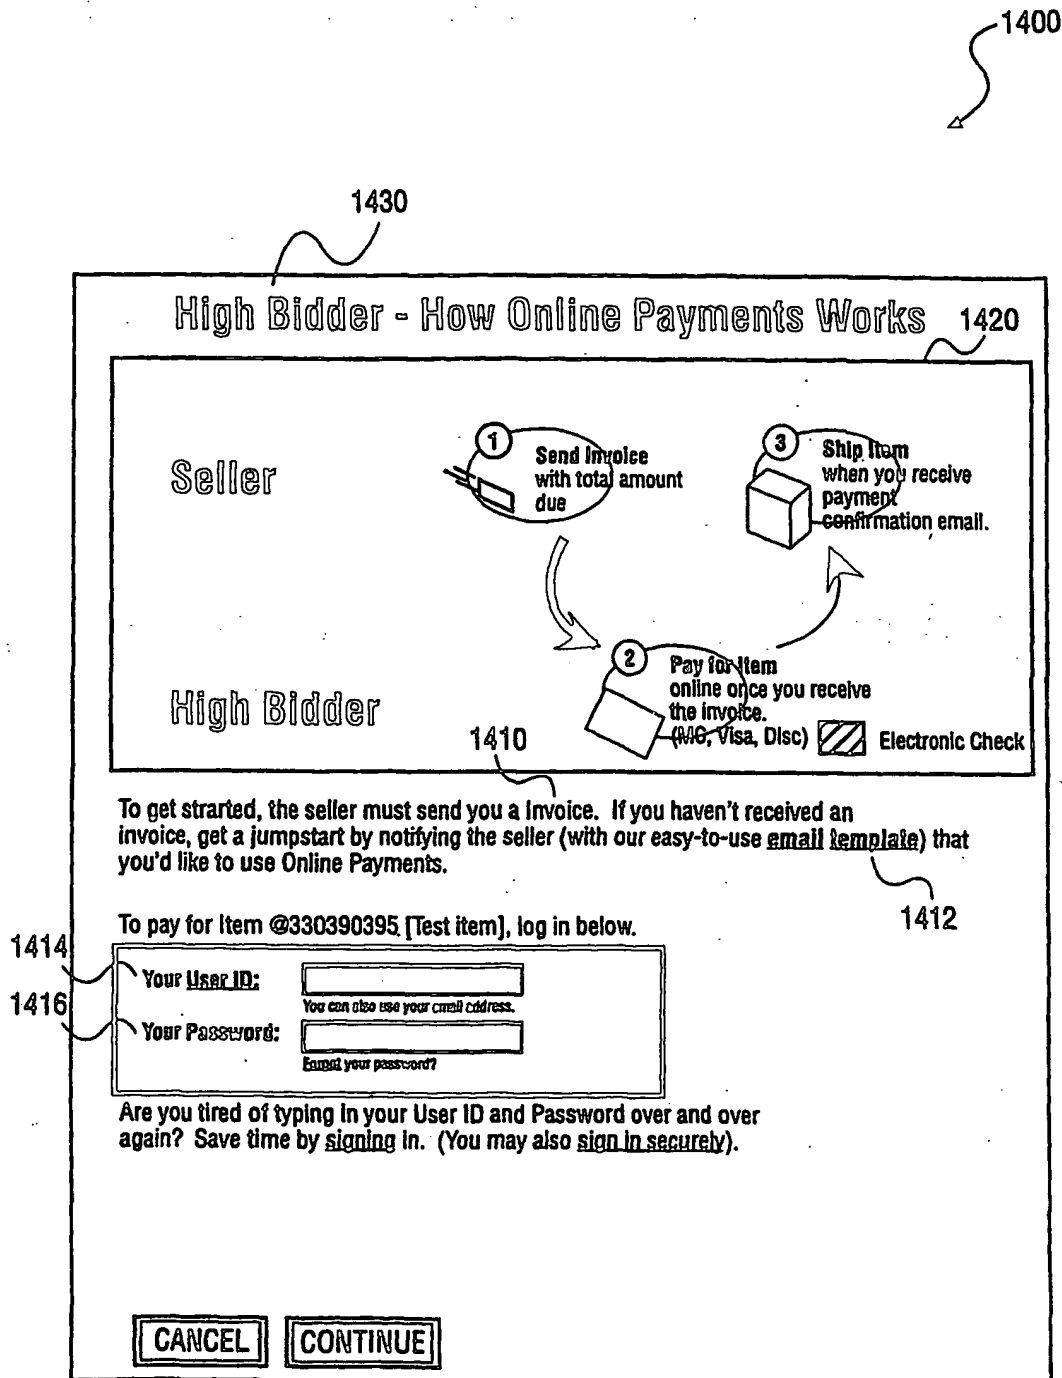 1400
1430
High Bidder - How Online Payments Works
1420
Seller
1
Send Invoice
with total amount
due
3
Ship Item
when you receive
payment
confirmation email.
High Bidder
2
Pay for Item
online once you receive
the invoice.
(MC, Visa, Disc)
Electronic Check
1410
To get strarted, the seller must send you a Invoice. If you haven't received an
invoice, get a jumpstart by notifying the seller (with our easy-to-use email template) that
you'd like to use Online Payments.
1412
To pay for Item @330390395 [Test item], log in below.
1414
Your User ID:
You can also use your email address.
1416
Your Password:
Forgot your password?
Are you tired of typing in your User ID and Password over and over
again? Save time by signing in. (You may also sign in securely).
CANCEL
CONTINUE